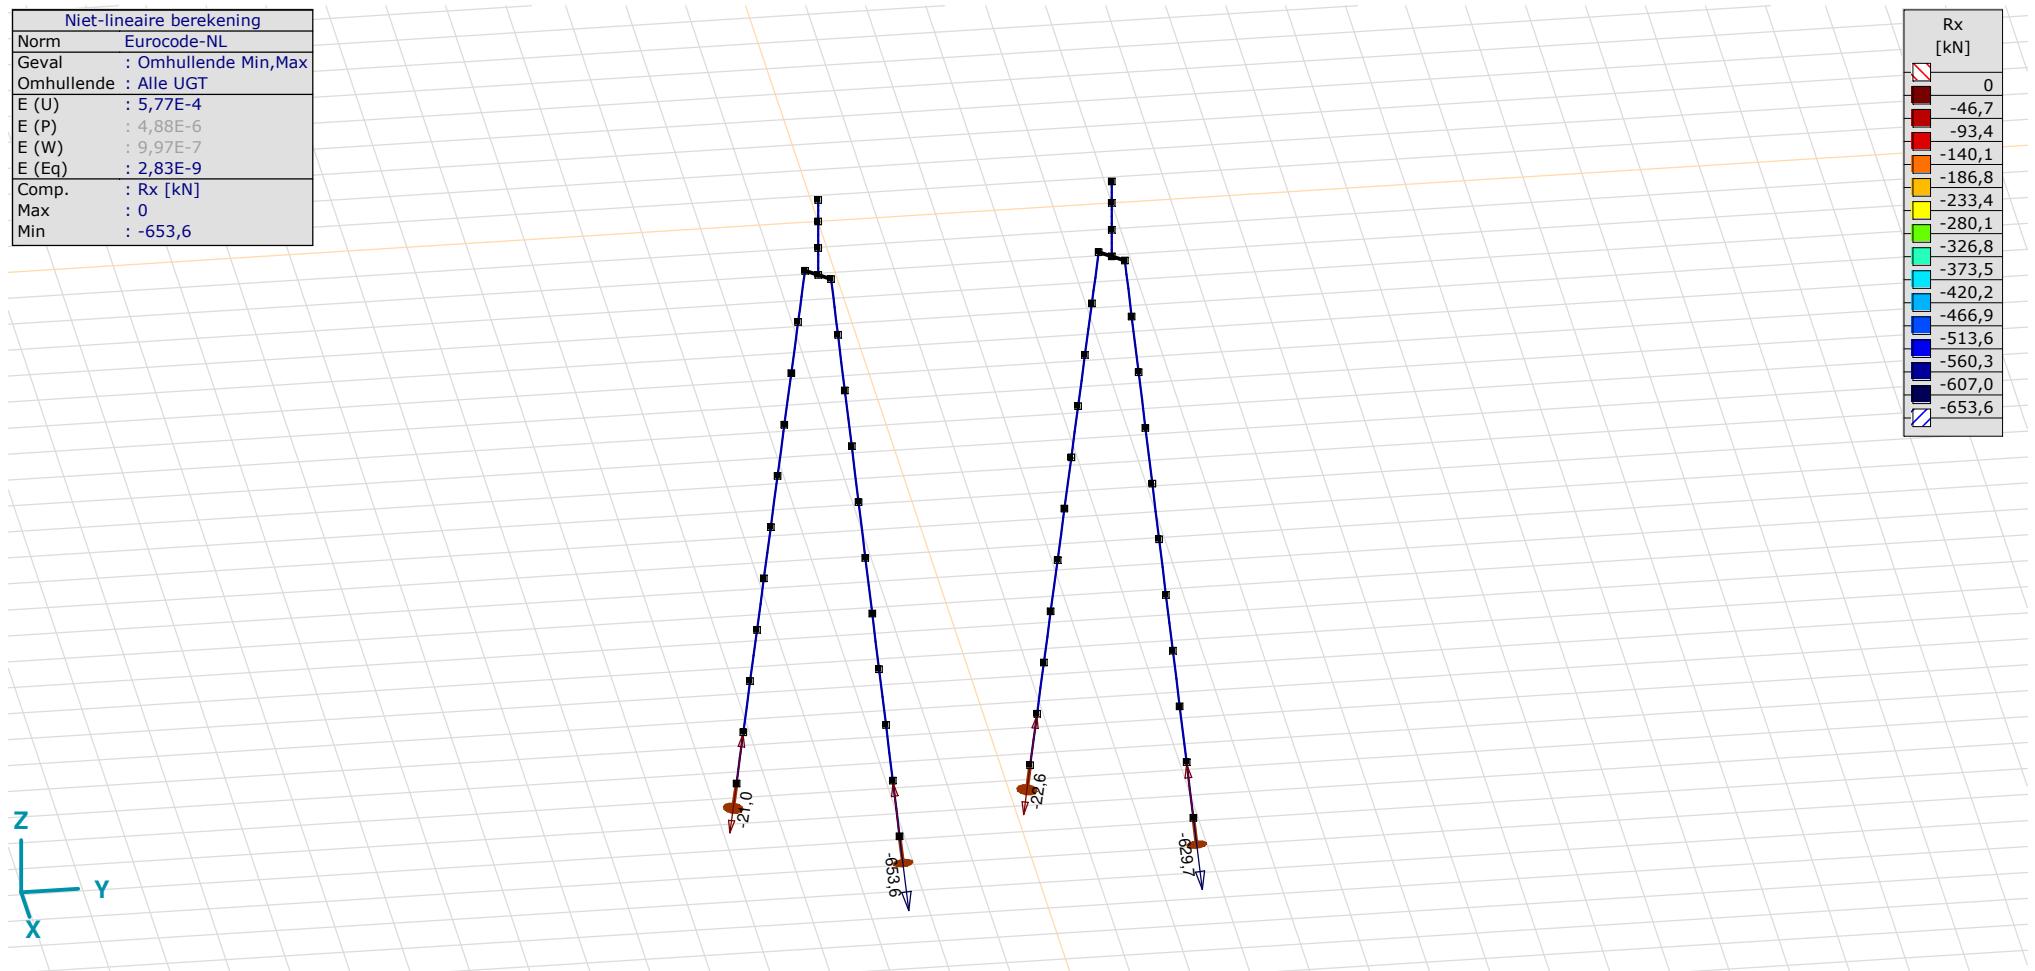 Niet-lineaire berekening
Norm Eurocode-NL
Geval : Omhullende Min,Max
Omhullende : Alle UGT
E (U) : 5,77E-4
E (P) : 4,88E-6
E (W) : 9,97E-7
E (Eq) : 2,83E-9
Comp. : Rx [kN]
Max : 0
Min : -653,6
Rx
[kN]
0
-46,7
-93,4
-140,1
-186,8
-233,4
-280,1
-326,8
-373,5
-420,2
-466,9
-513,6
-560,3
-607,0
-653,6
-21,0
-653,6
-22,6
-629,7
Z
Y
X